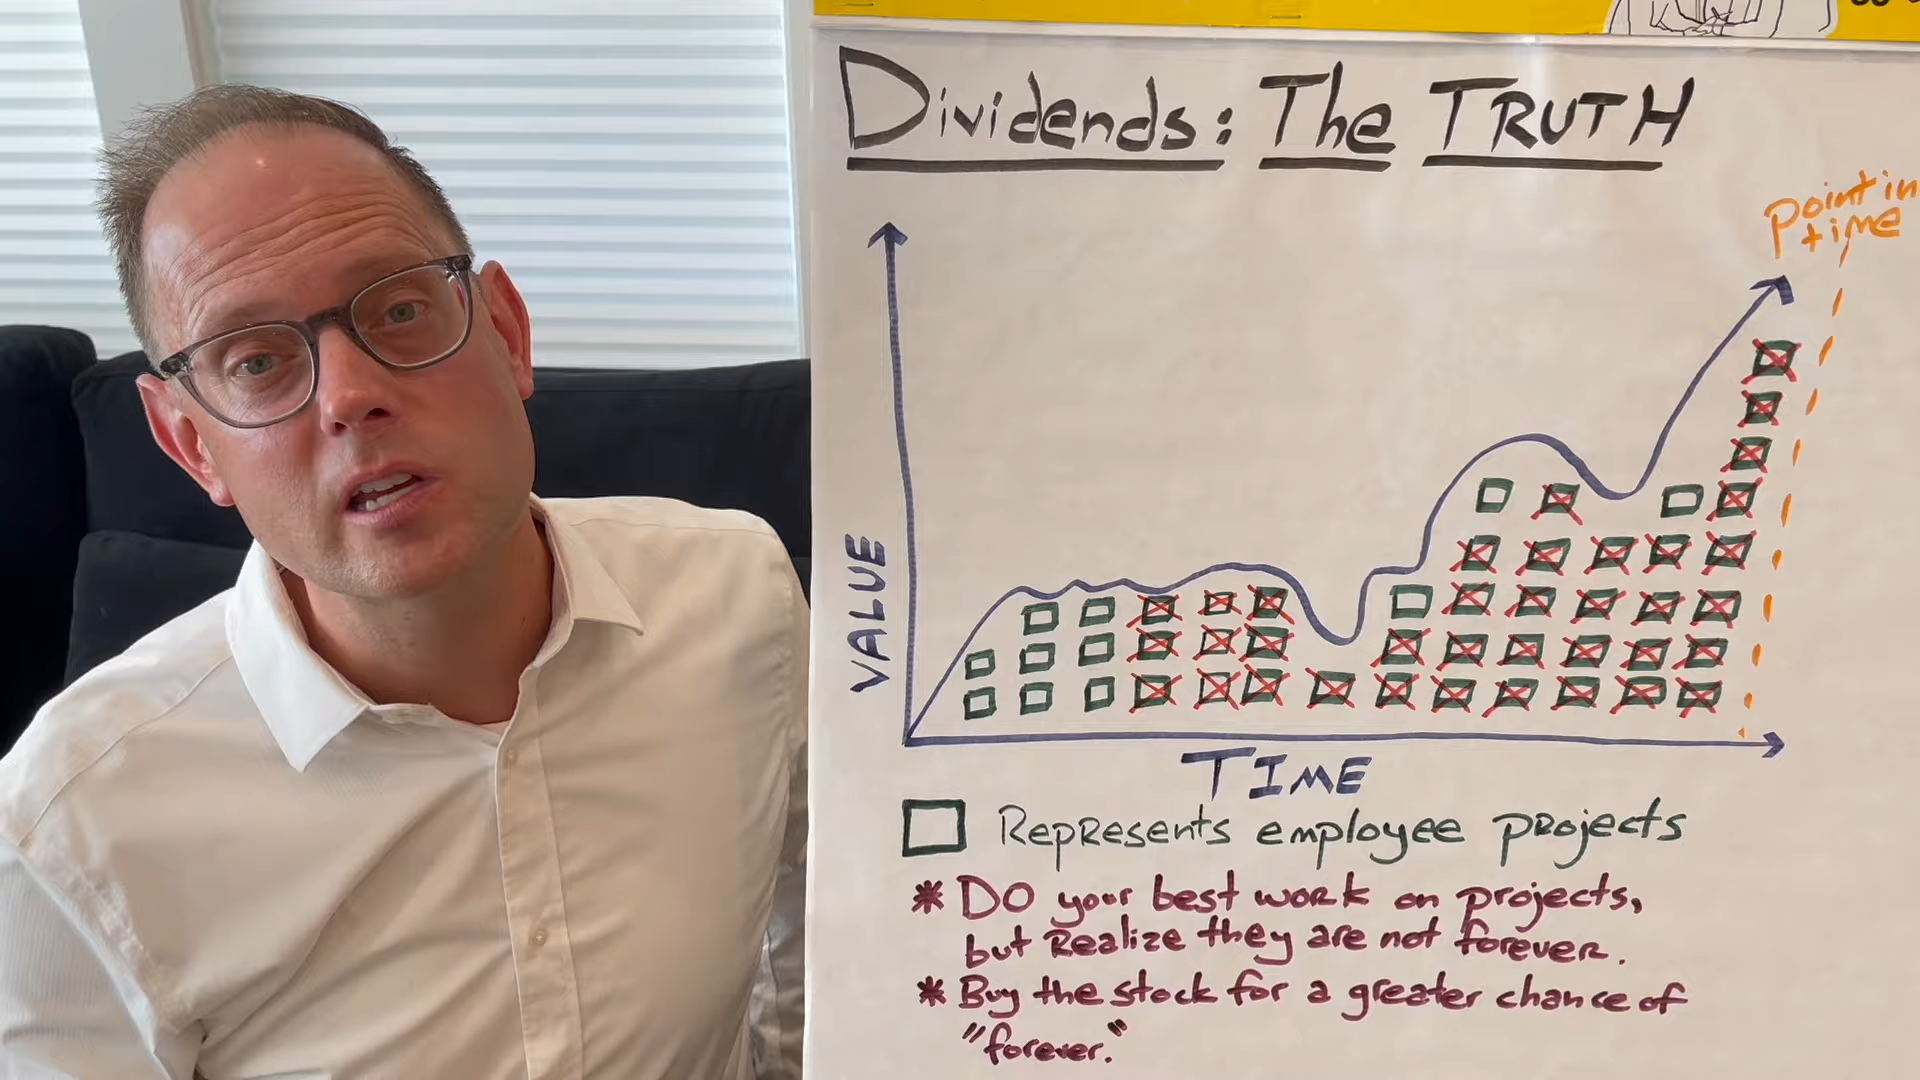 Dividends: The TRUTH
Point in
time
VALUE
TIME
Represents employee projects
* Do your best work on projects,
but Realize they are not forever.
* Buy the stock for a greater chance of
"forever."